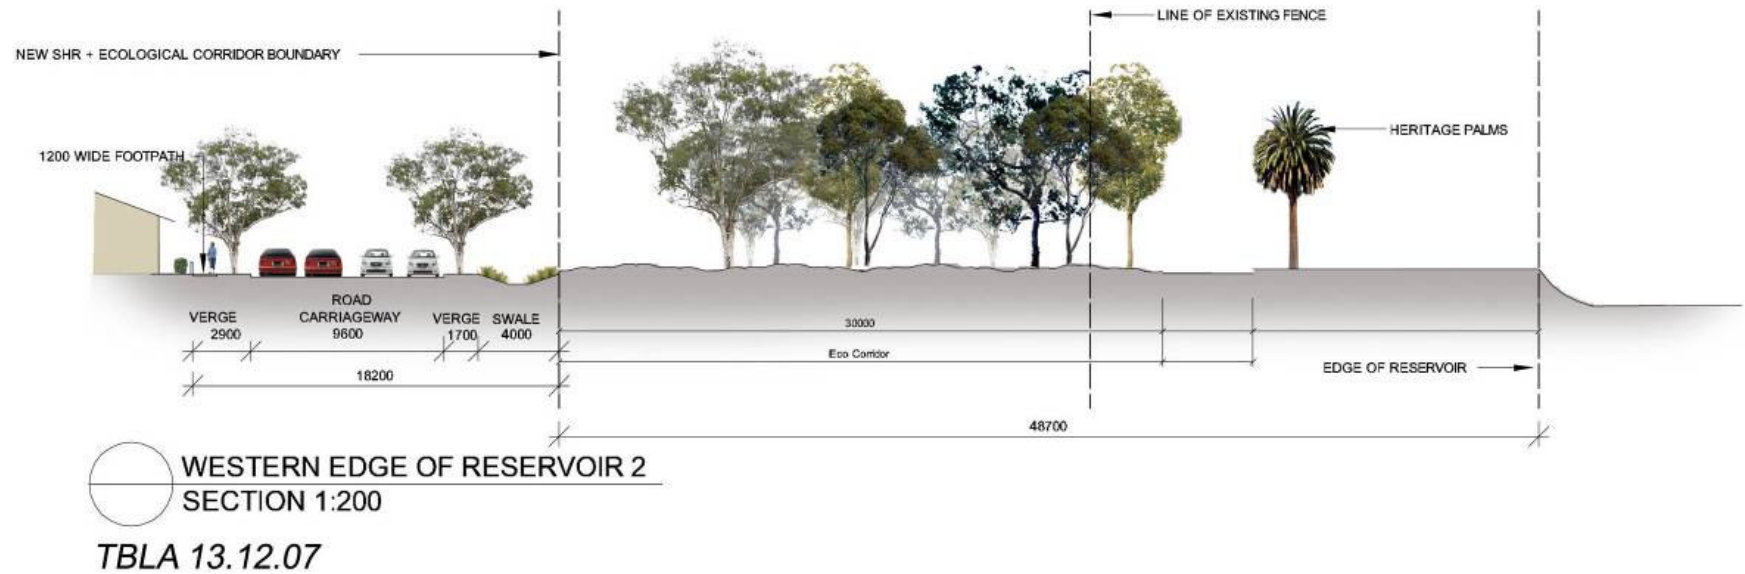 LINE OF EXISTING FENCE
NEW SHR + ECOLOGICAL CORRIDOR BOUNDARY
HERITAGE PALMS
1200 WIDE FOOTPATH
ROAD
CARRIAGEWAY
9600
VERGE
2900
VERGE
1700
SWALE
4000
30000
Eco Corridor
18200
EDGE OF RESERVOIR
48700
WESTERN EDGE OF RESERVOIR 2
SECTION 1:200
TBLA 13.12.07